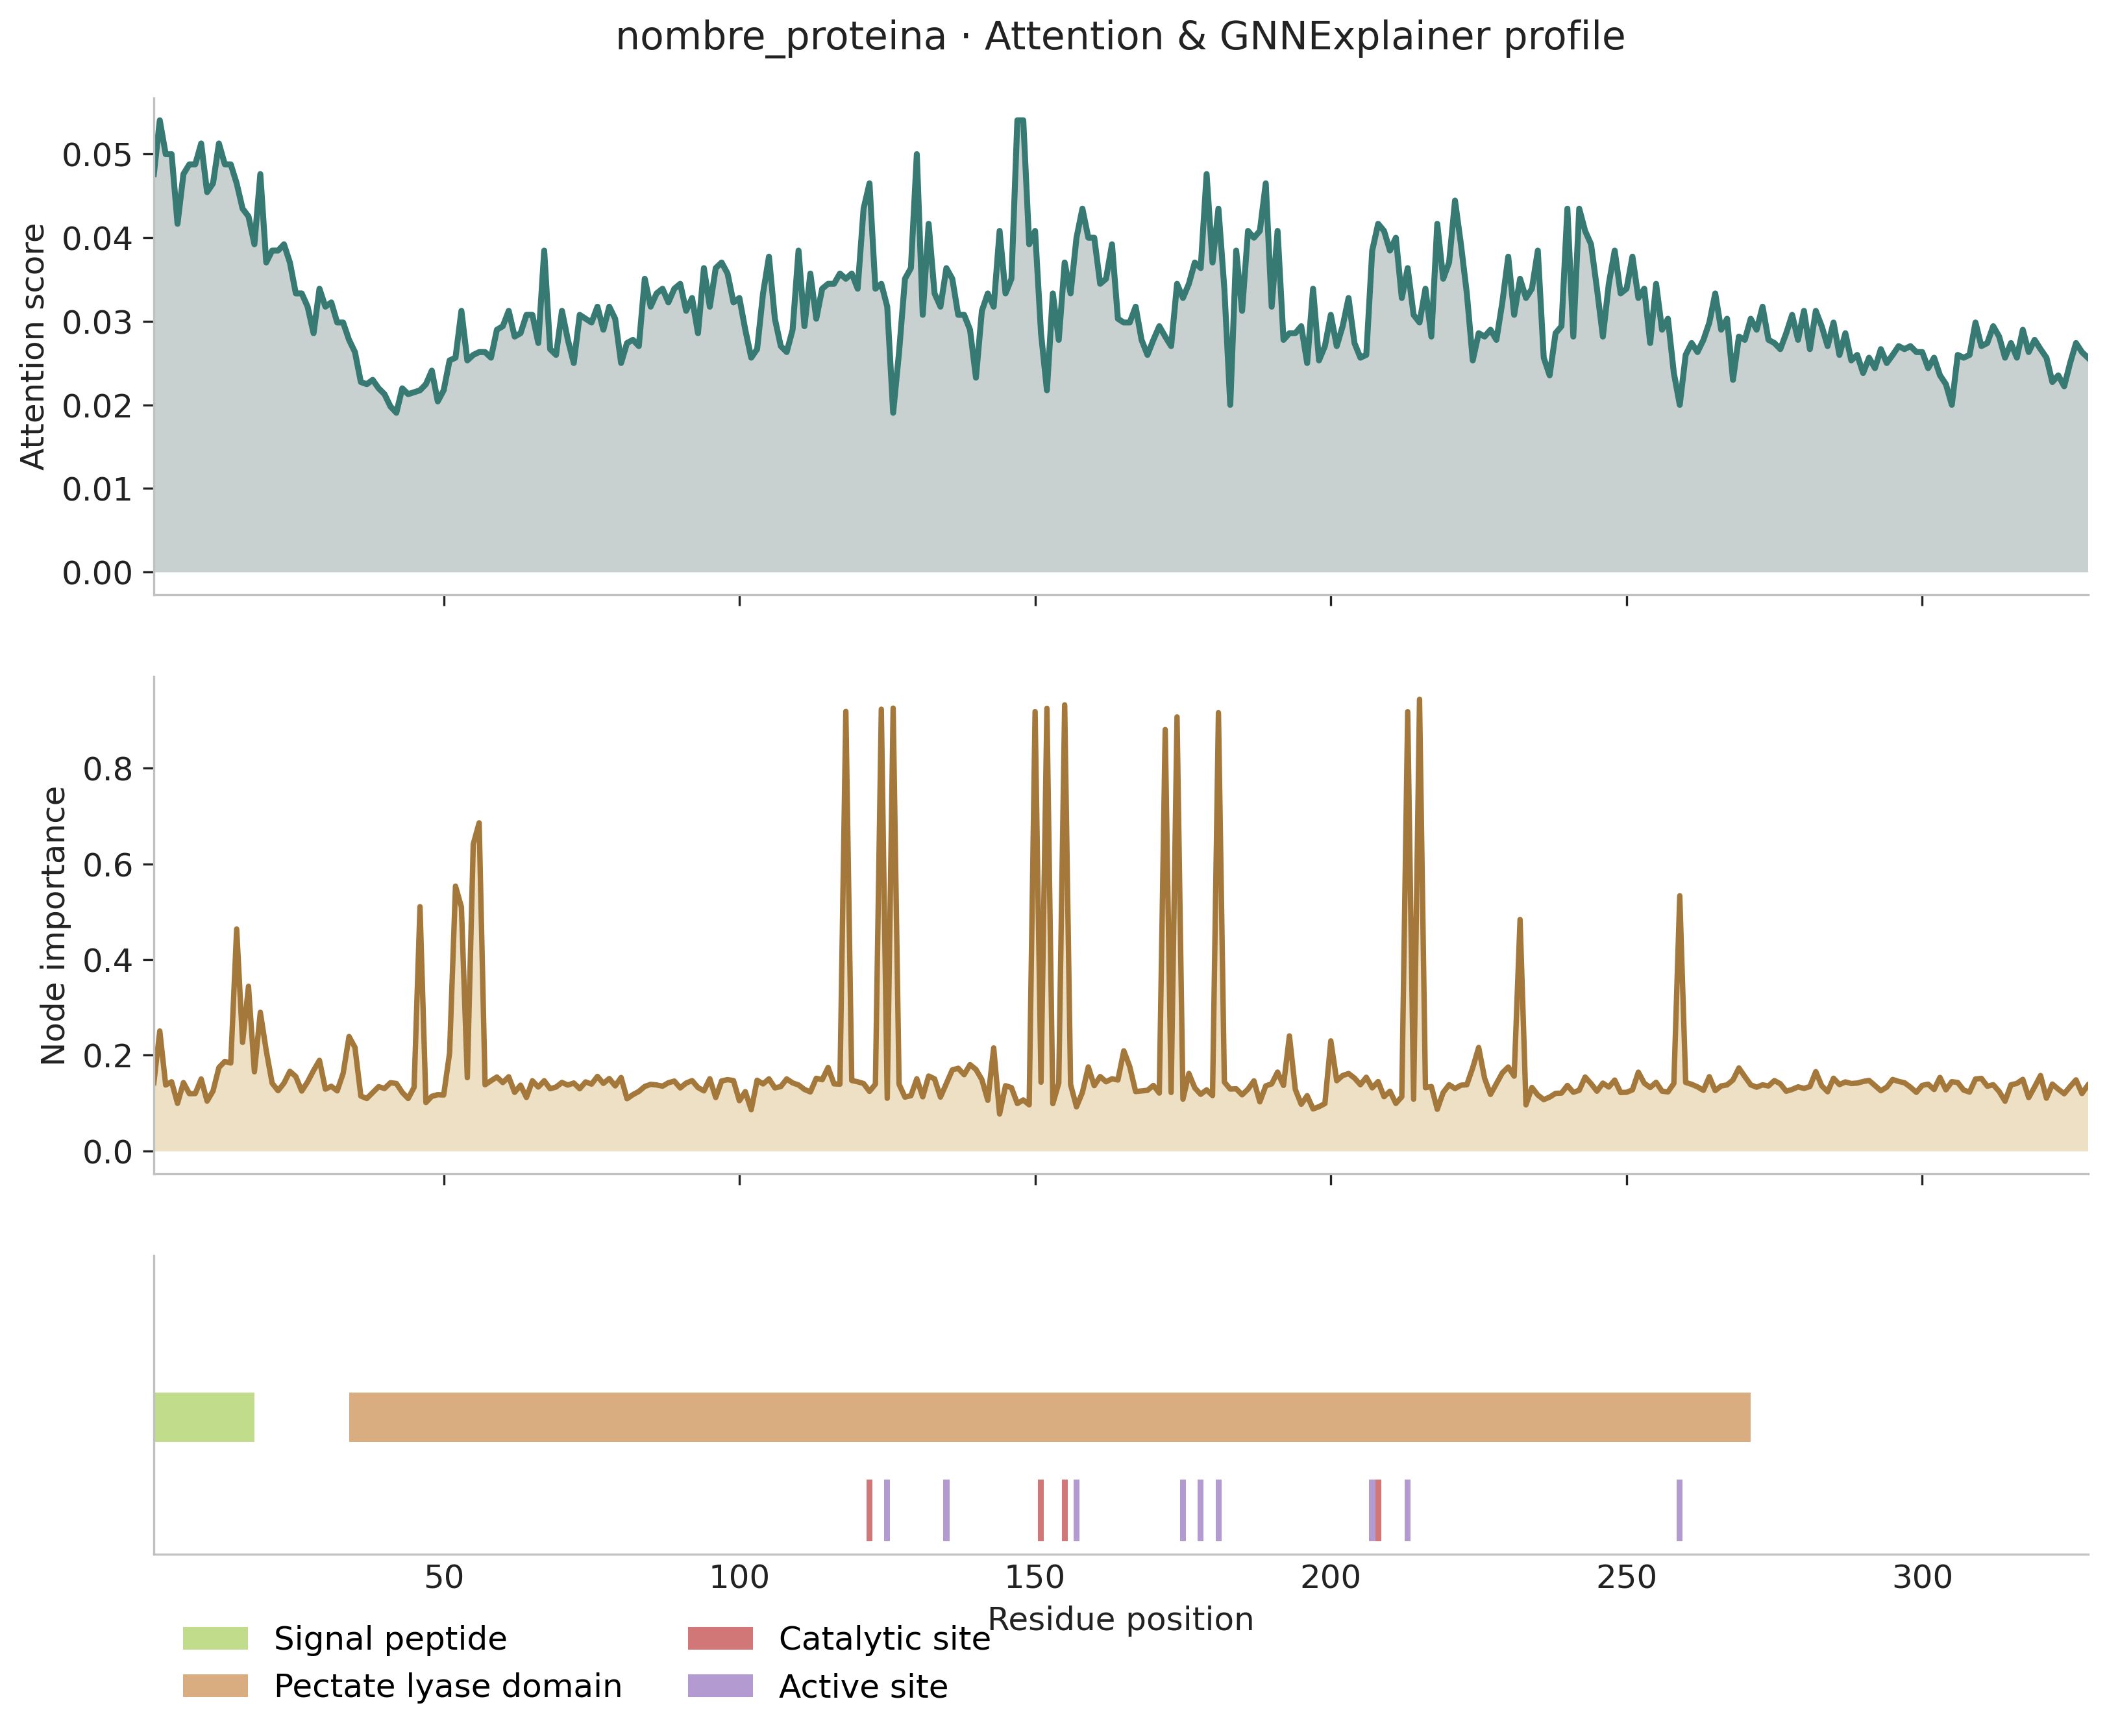 nombre_proteina · Attention & GNNExplainer profile
Attention score
0.05
0.04
0.03
0.02
0.01
0.00
Node importance
0.8
0.6
0.4
0.2
0.0
50 100 150 200 250 300
Residue position
Signal peptide Catalytic site
Pectate lyase domain Active site